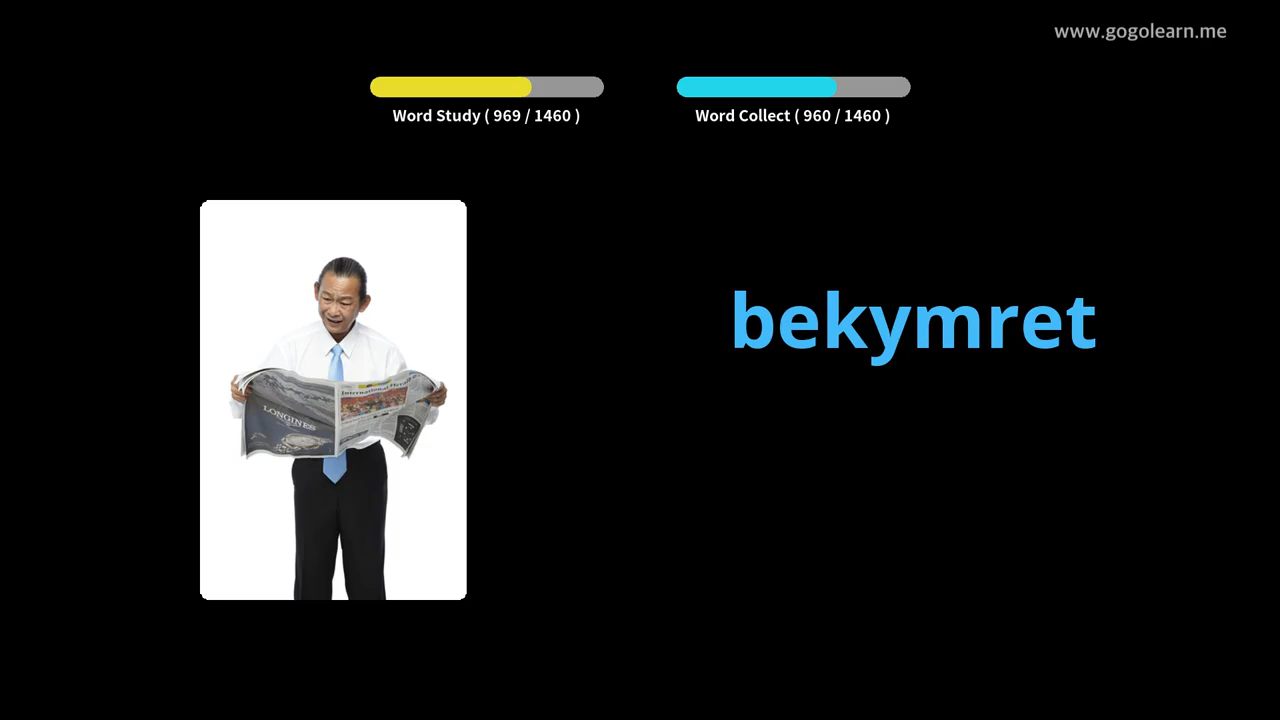 www.gogolearn.me
Word Study ( 969 / 1460 )
Word Collect ( 960 / 1460 )
bekymret
LONGINES
International Herald